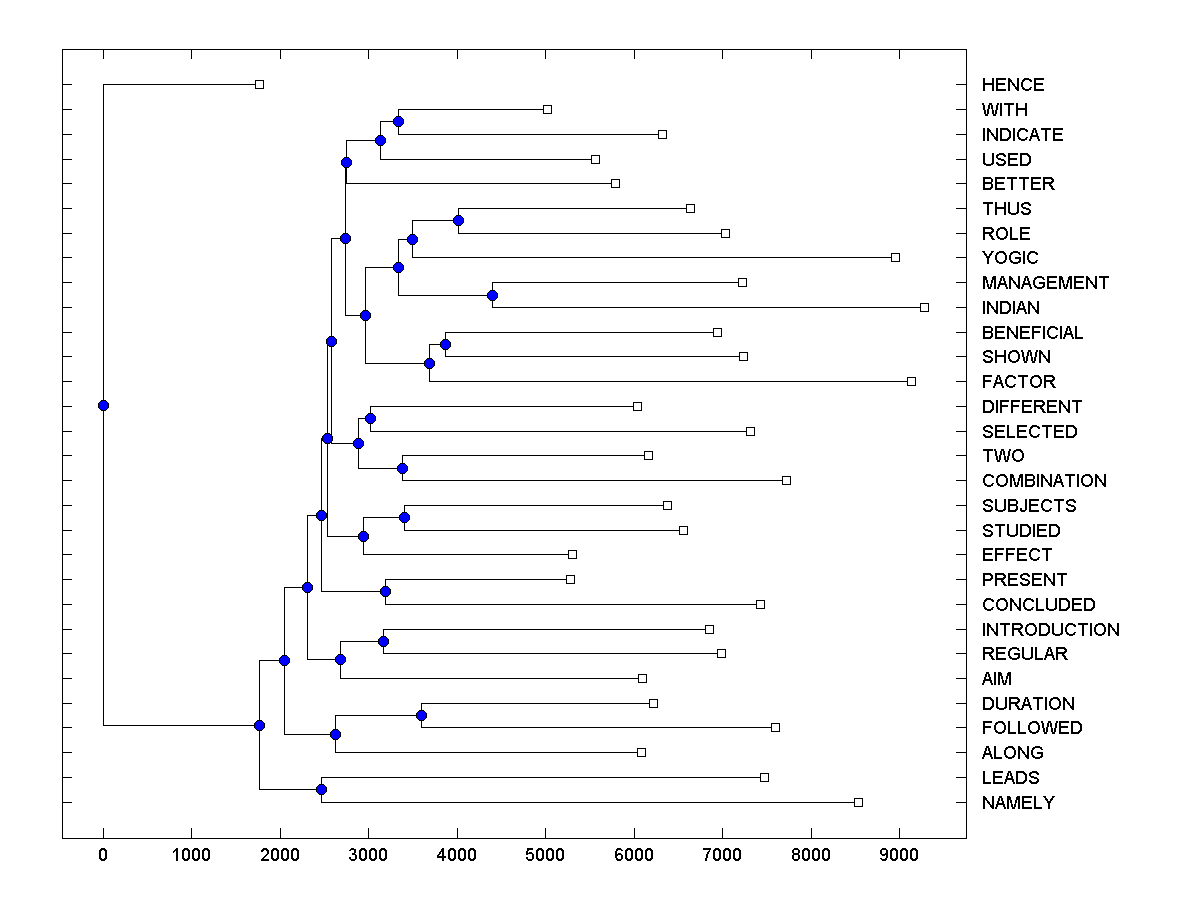 HENCE
WITH
INDICATE
USED
BETTER
THUS
ROLE
YOGIC
MANAGEMENT
INDIAN
BENEFICIAL
SHOWN
FACTOR
DIFFERENT
SELECTED
TWO
COMBINATION
SUBJECTS
STUDIED
EFFECT
PRESENT
CONCLUDED
INTRODUCTION
REGULAR
AIM
DURATION
FOLLOWED
ALONG
LEADS
NAMELY
0 1000 2000 3000 4000 5000 6000 7000 8000 9000